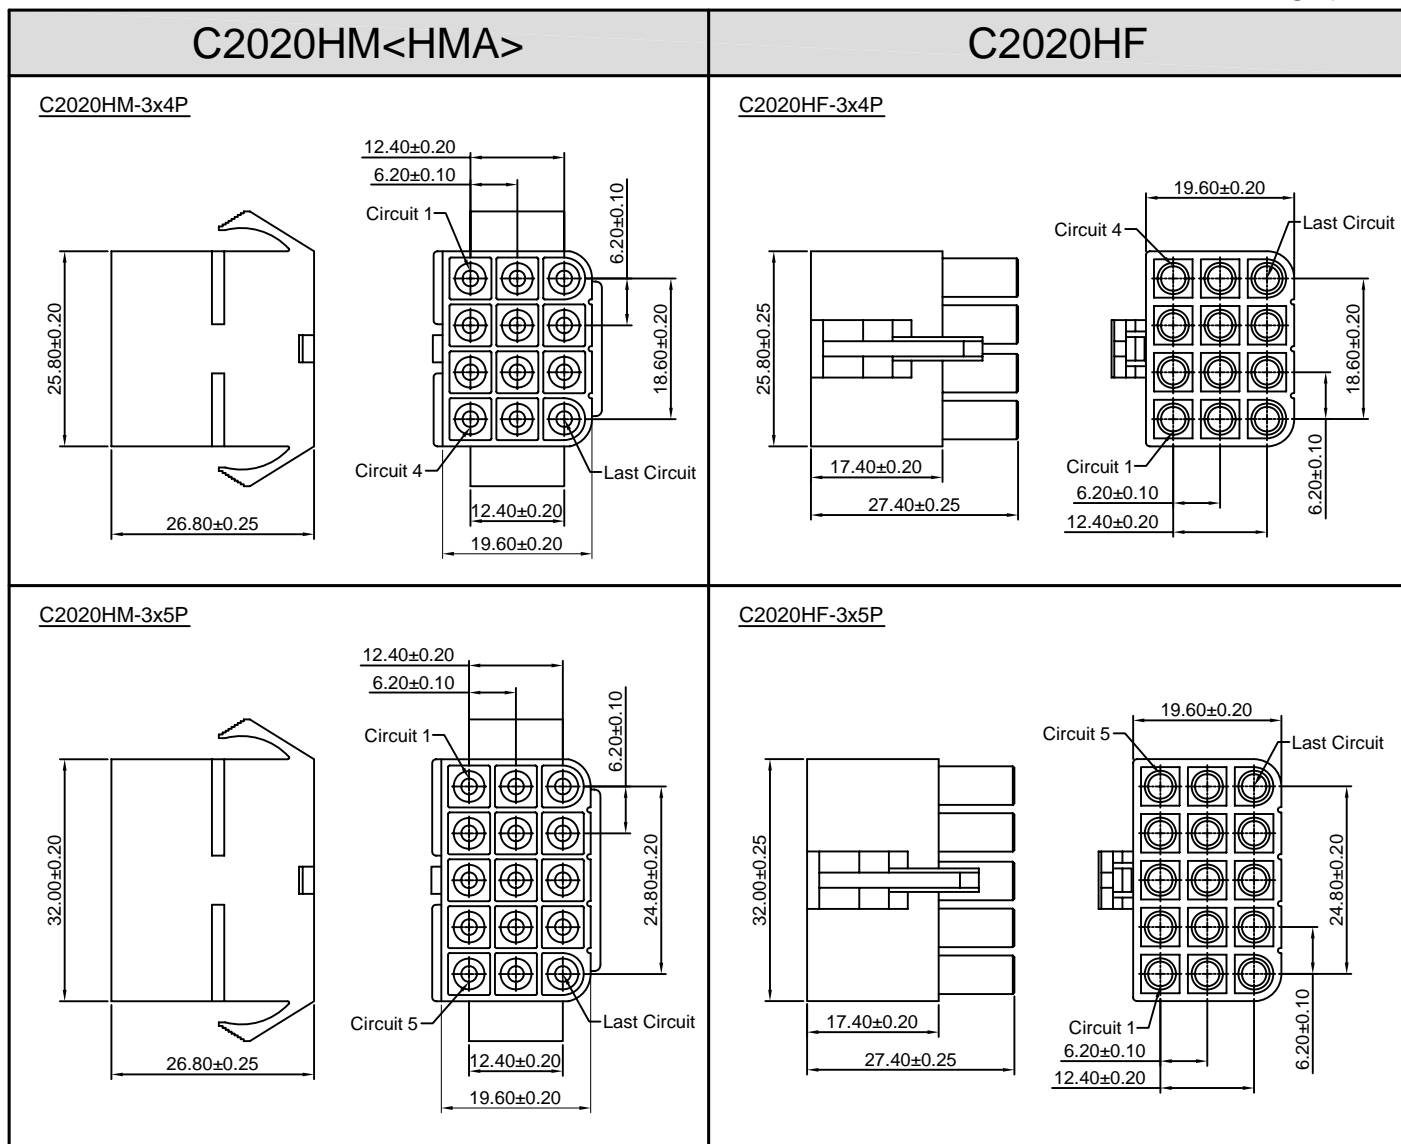 C2020HM<HMA>
C2020HF
C2020HM-3x4P
12.40±0.20
6.20±0.10
Circuit 1
6.20±0.10
25.80±0.20
18.60±0.20
Circuit 4
Last Circuit
26.80±0.25
12.40±0.20
19.60±0.20
C2020HF-3x4P
19.60±0.20
Circuit 4
Last Circuit
25.80±0.25
18.60±0.20
17.40±0.20
27.40±0.25
Circuit 1
6.20±0.10
6.20±0.10
12.40±0.20
C2020HM-3x5P
12.40±0.20
6.20±0.10
Circuit 1
6.20±0.10
32.00±0.20
24.80±0.20
Circuit 5
Last Circuit
26.80±0.25
12.40±0.20
19.60±0.20
C2020HF-3x5P
19.60±0.20
Circuit 5
Last Circuit
32.00±0.25
24.80±0.20
17.40±0.20
27.40±0.25
Circuit 1
6.20±0.10
6.20±0.10
12.40±0.20